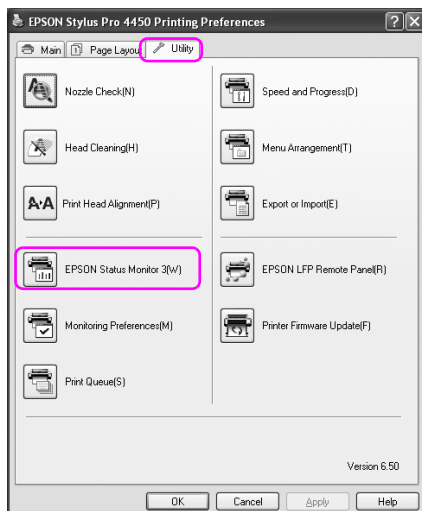 EPSON Stylus Pro 4450 Printing Preferences
Main
Page Layou
Utility
Nozzle Check(N)
Speed and Progress(D)
Head Cleaning(H)
Menu Arrangement(T)
A A Print Head Alignment(P)
Export or Import(E)
EPSON Status Monitor 3(W)
EPSON LFP Remote Panel(R)
Monitoring Preferences(M)
Printer Firmware Update(F)
Print Queue(S)
Version 6.50
OK
Cancel
Apply
Help